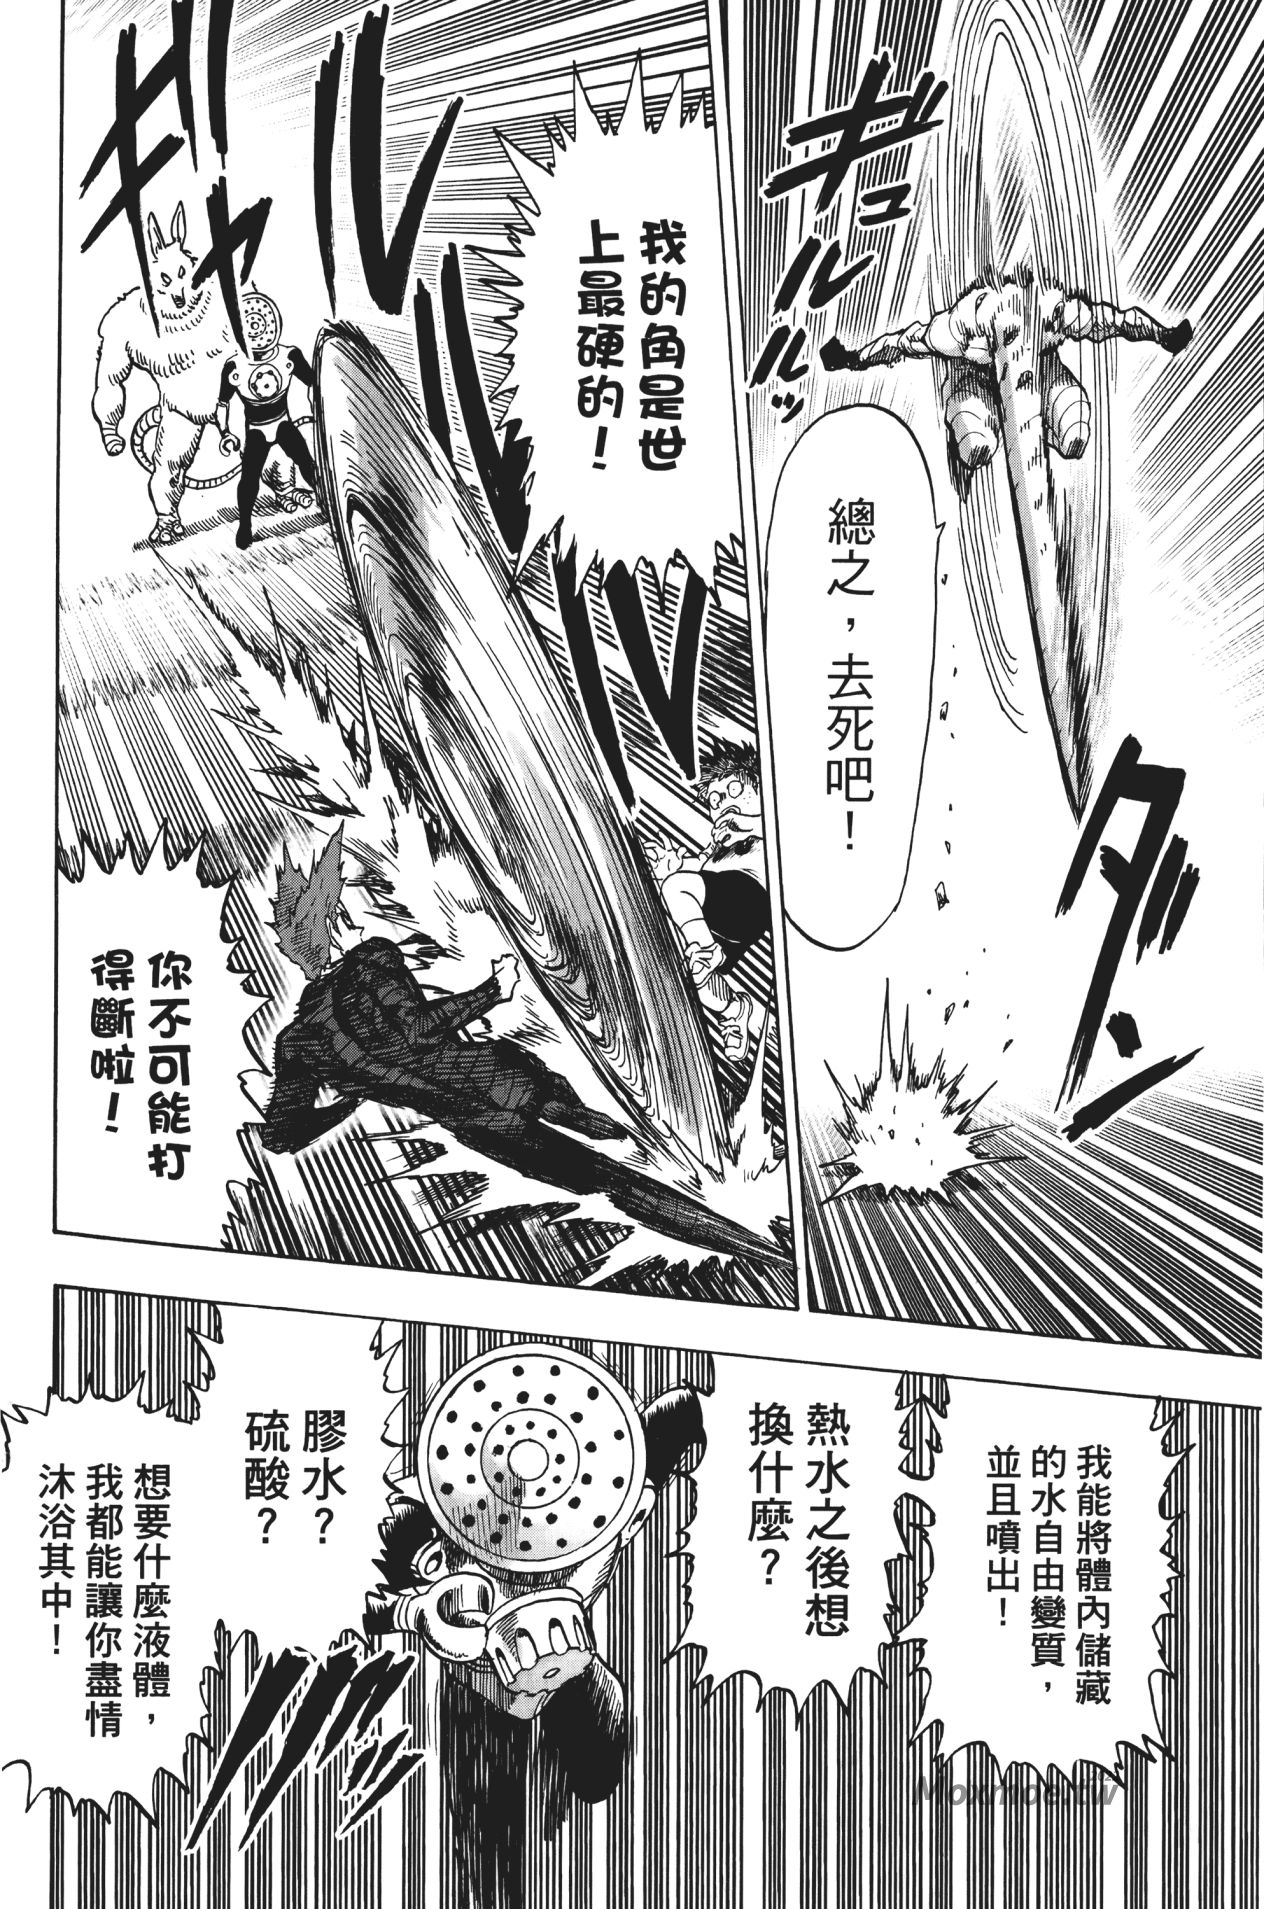 ギュルルルッ
總之，去死吧！
ダンッ
我的角是世
上最硬的！
ギャルルルル
你不可能打
得斷啦！
我能將體內儲藏
的水自由變質，
並且噴出！
熱水之後想
換什麼？
膠水？
硫酸？
想要什麼液體，
我都能讓你盡情
沐浴其中！
Moxmoe.tw